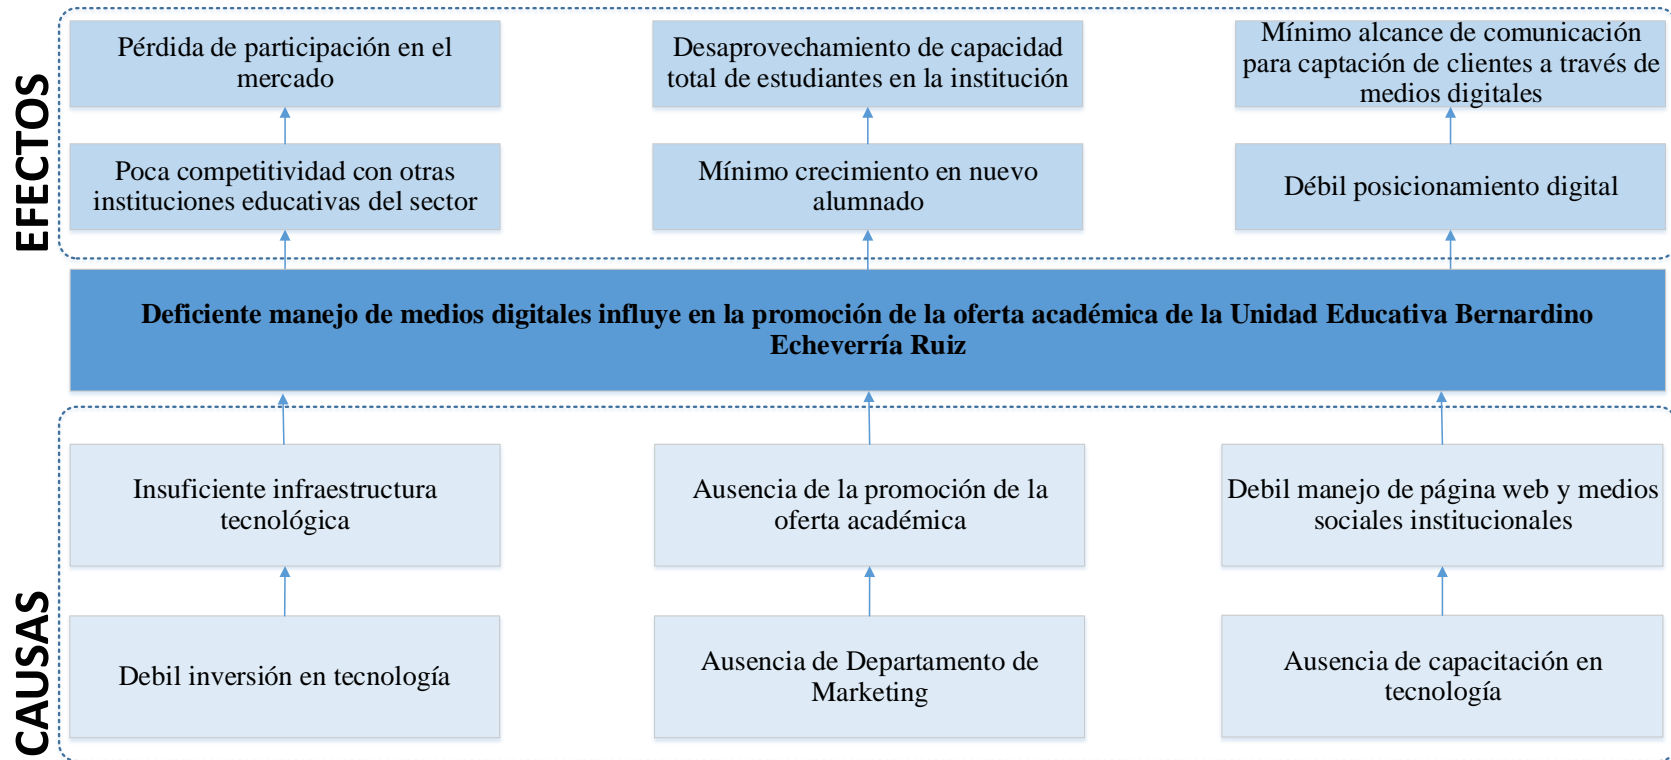 EFECTOS
Pérdida de participación en el
mercado
Desaprovechamiento de capacidad
total de estudiantes en la institución
Mínimo alcance de comunicación
para captación de clientes a través de
medios digitales
Poca competitividad con otras
instituciones educativas del sector
Mínimo crecimiento en nuevo
alumnado
Débil posicionamiento digital
Deficiente manejo de medios digitales influye en la promoción de la oferta académica de la Unidad Educativa Bernardino
Echeverría Ruiz
CAUSAS
Insuficiente infraestructura
tecnológica
Ausencia de la promoción de la
oferta académica
Debil manejo de página web y medios
sociales institucionales
Debil inversión en tecnología
Ausencia de Departamento de
Marketing
Ausencia de capacitación en
tecnología